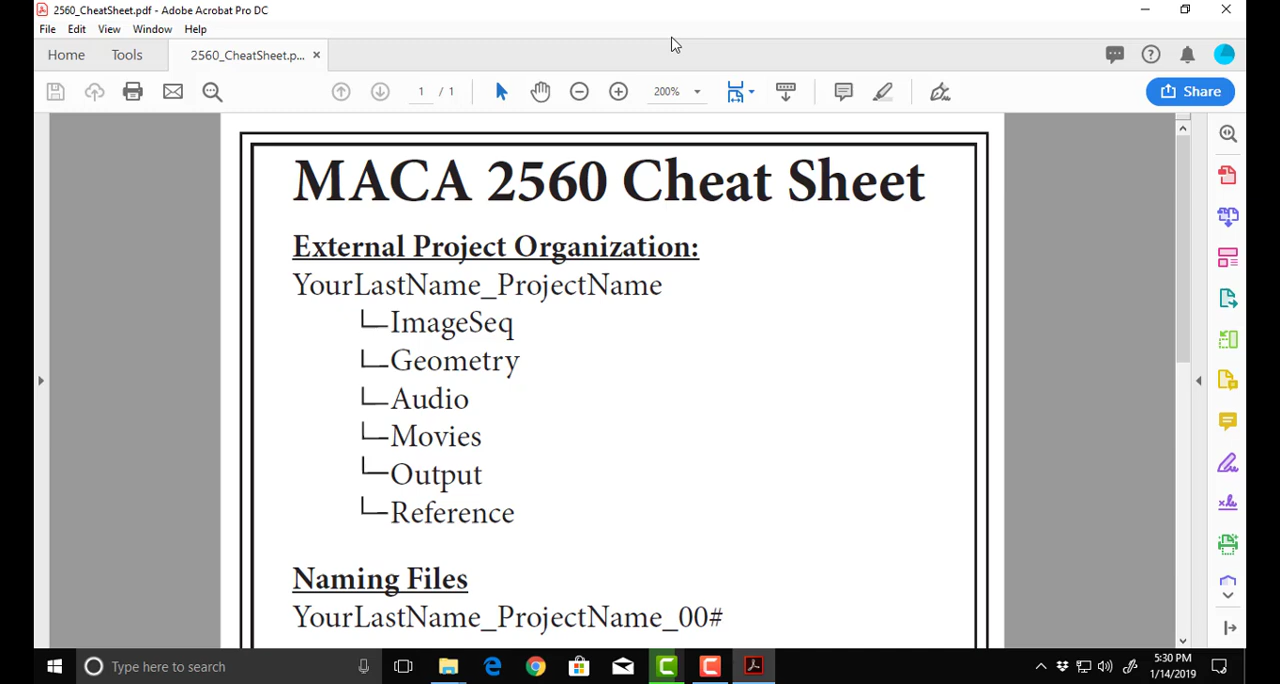 2560_CheatSheet.pdf - Adobe Acrobat Pro DC
File Edit View Window Help
Home Tools 2560_CheatSheet.p...
1 / 1 200% Share
MACA 2560 Cheat Sheet
External Project Organization:
YourLastName_ProjectName
ImageSeq
Geometry
Audio
Movies
Output
Reference
Naming Files
YourLastName_ProjectName_00#
Type here to search
5:30 PM
1/14/2019